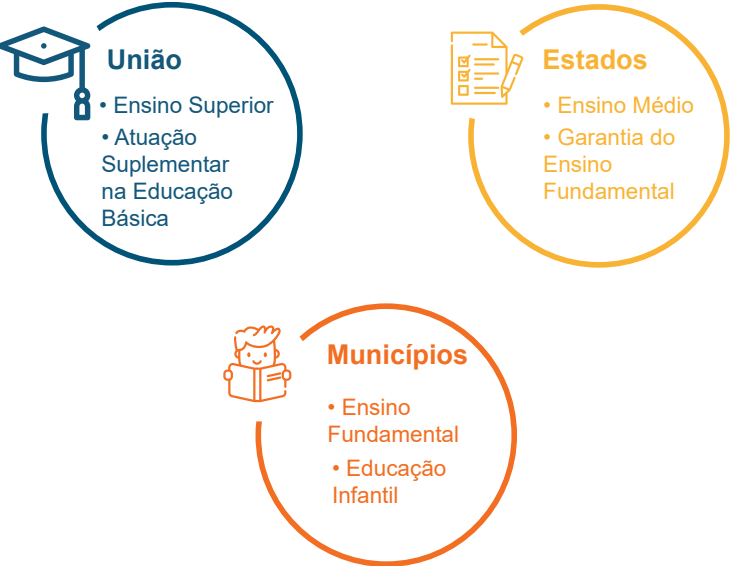 União
• Ensino Superior
• Atuação
Suplementar
na Educação
Básica
Estados
• Ensino Médio
• Garantia do
Ensino
Fundamental
Municípios
• Ensino
Fundamental
• Educação
Infantil